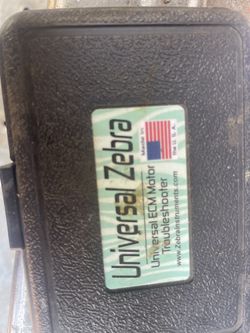 Universal Zebra
Made in
the U.S.A.
Universal ECM Motor
Troubleshooter
www.ZebraInstruments.com